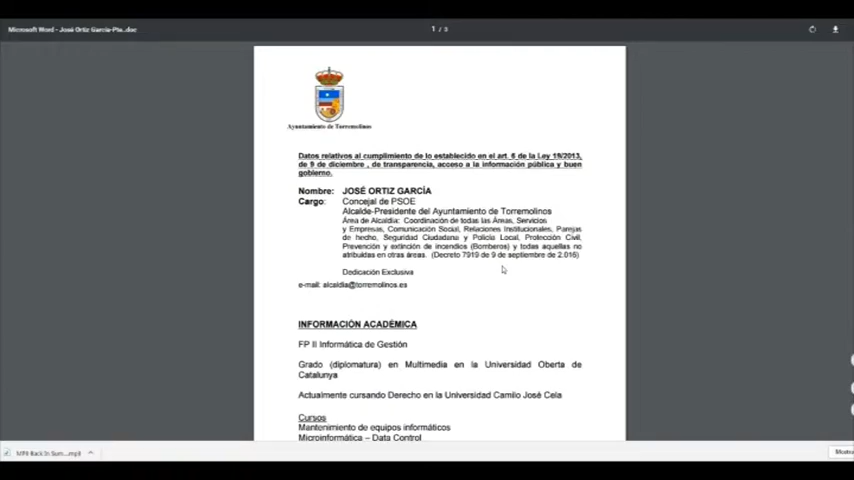 Microsoft Word - José Ortiz García-Pte..doc
1 / 3
Ayuntamiento de Torremolinos
Datos relativos al cumplimiento de lo establecido en el art. 6 de la Ley 19/2013,
de 9 de diciembre , de transparencia, acceso a la información pública y buen
gobierno.
Nombre: JOSÉ ORTIZ GARCÍA
Cargo: Concejal de PSOE
Alcalde-Presidente del Ayuntamiento de Torremolinos
Área de Alcaldía: Coordinación de todas las Áreas, Servicios
y Empresas, Comunicación Social, Relaciones Institucionales, Parejas
de hecho, Seguridad Ciudadana y Policía Local, Protección Civil,
Prevención y extinción de incendios (Bomberos) y todas aquellas no
atribuidas en otras áreas. (Decreto 7919 de 9 de septiembre de 2.016)
Dedicación Exclusiva
e-mail: alcaldia@torremolinos.es
INFORMACIÓN ACADÉMICA
FP II Informática de Gestión
Grado (diplomatura) en Multimedia en la Universidad Oberta de
Catalunya
Actualmente cursando Derecho en la Universidad Camilo José Cela
Cursos
Mantenimiento de equipos informáticos
Microinformática – Data Control
MP6 Back In Sum....mp3